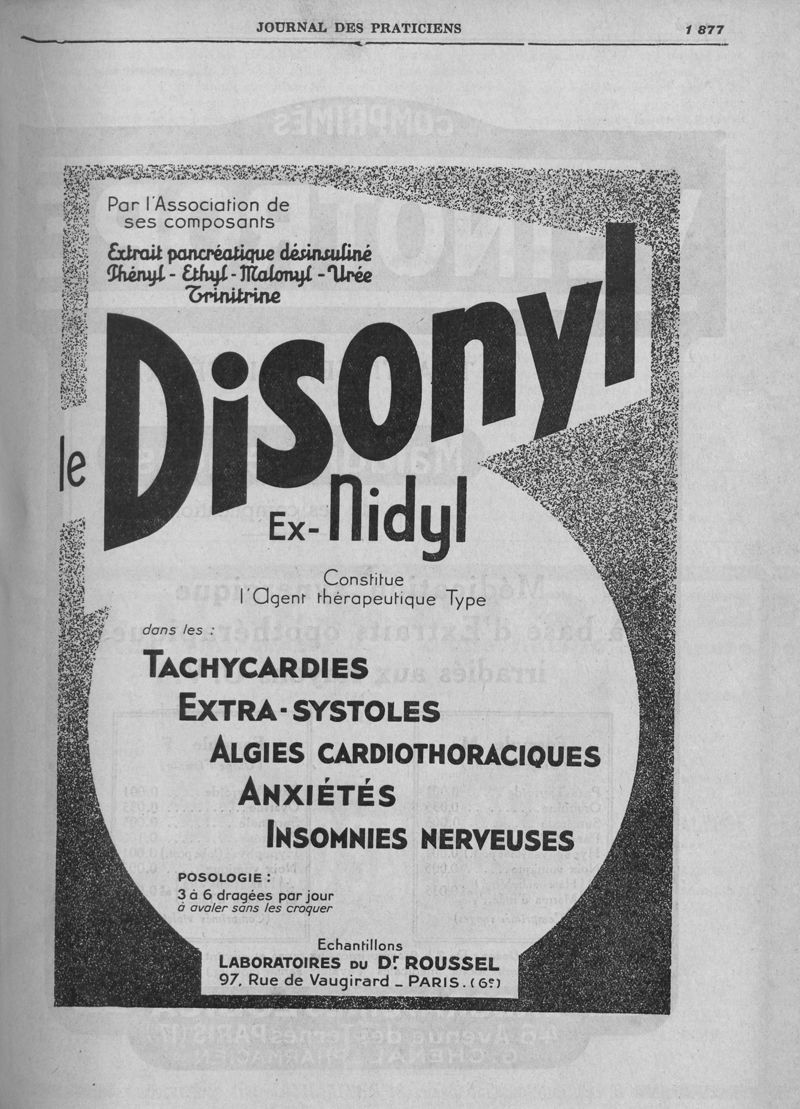 JOURNAL DES PRATICIENS 1 877
Par l'Association de
ses composants
Extrait pancréatique désinsuliné
Phényl - Ethyl - Malonyl - Urée
Trinitrine
le Disonyl
Ex-Nidyl
Constitue
l'Agent thérapeutique Type
dans les :
TACHYCARDIES
EXTRA-SYSTOLES
ALGIES CARDIOTHORACIQUES
ANXIÉTÉS
INSOMNIES NERVEUSES
POSOLOGIE :
3 à 6 dragées par jour
à avaler sans les croquer
Echantillons
LABORATOIRES DU Dr ROUSSEL
97, Rue de Vaugirard _ PARIS. (6e)